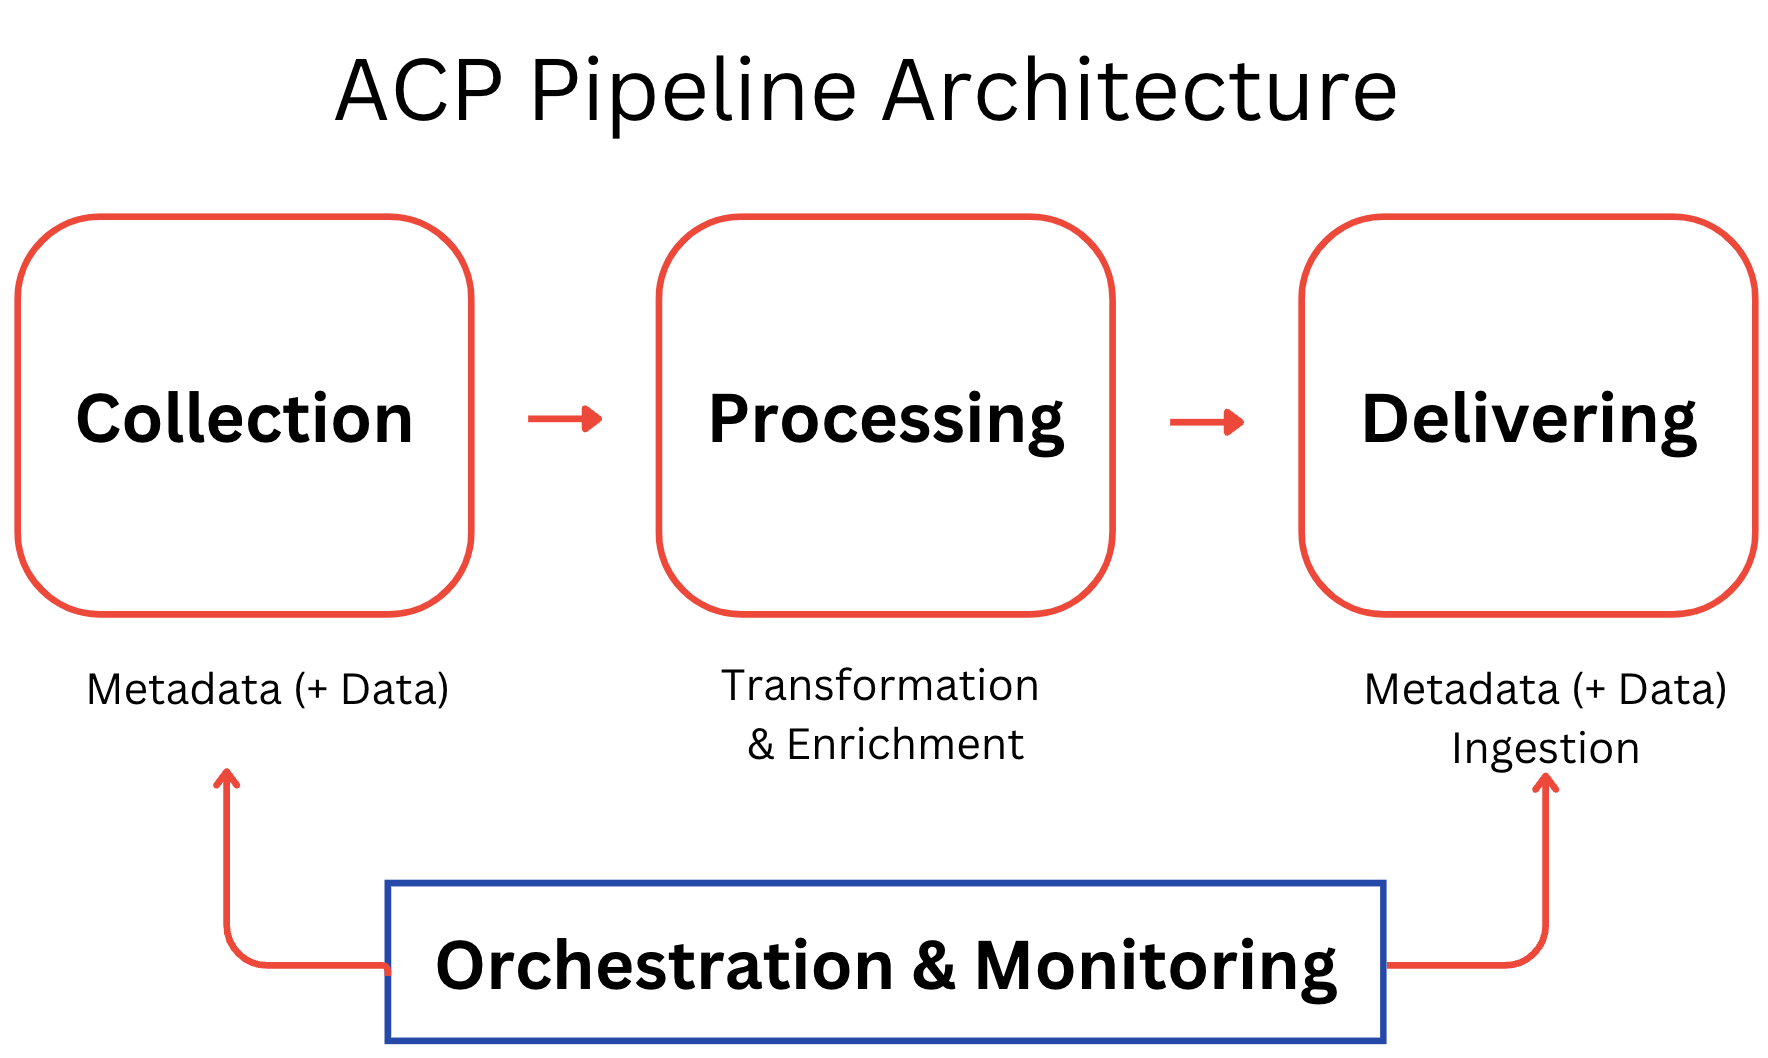 ACP Pipeline Architecture
Collection
Processing
Delivering
Metadata (+ Data)
Transformation
& Enrichment
Metadata (+ Data)
Ingestion
Orchestration & Monitoring